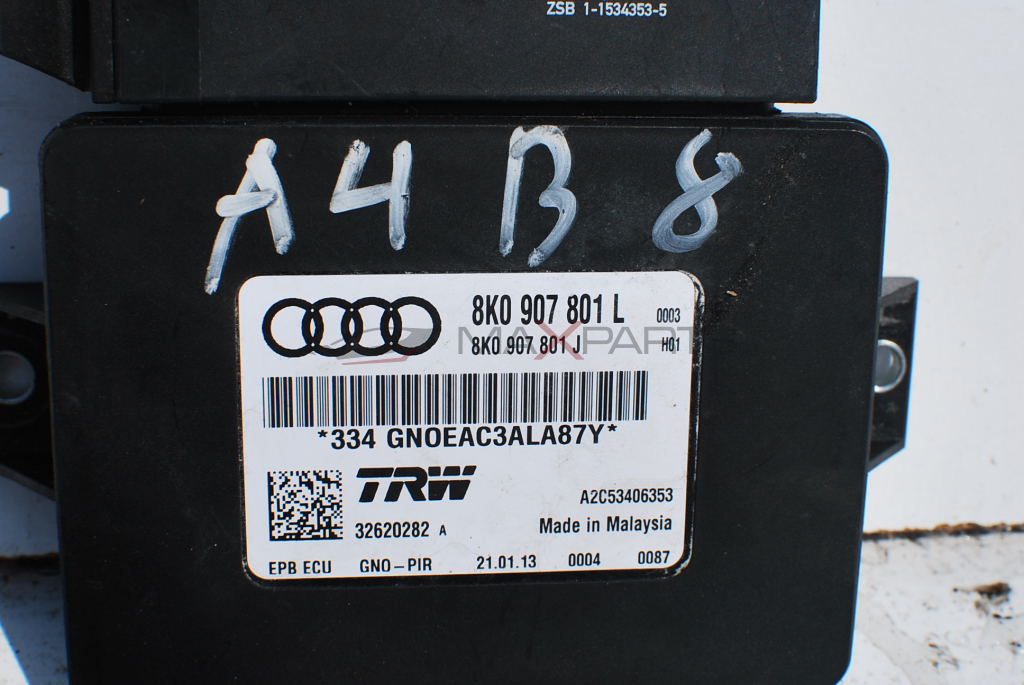 ZSB 1-1534353-5
A4 B8
8K0 907 801 L 0003
8K0 907 801 J H01
MAXPART
*334 GNOEAC3ALA87Y*
TRW
A2C53406353
32620282 A Made in Malaysia
EPB ECU GNO-PIR 21.01.13 0004 0087